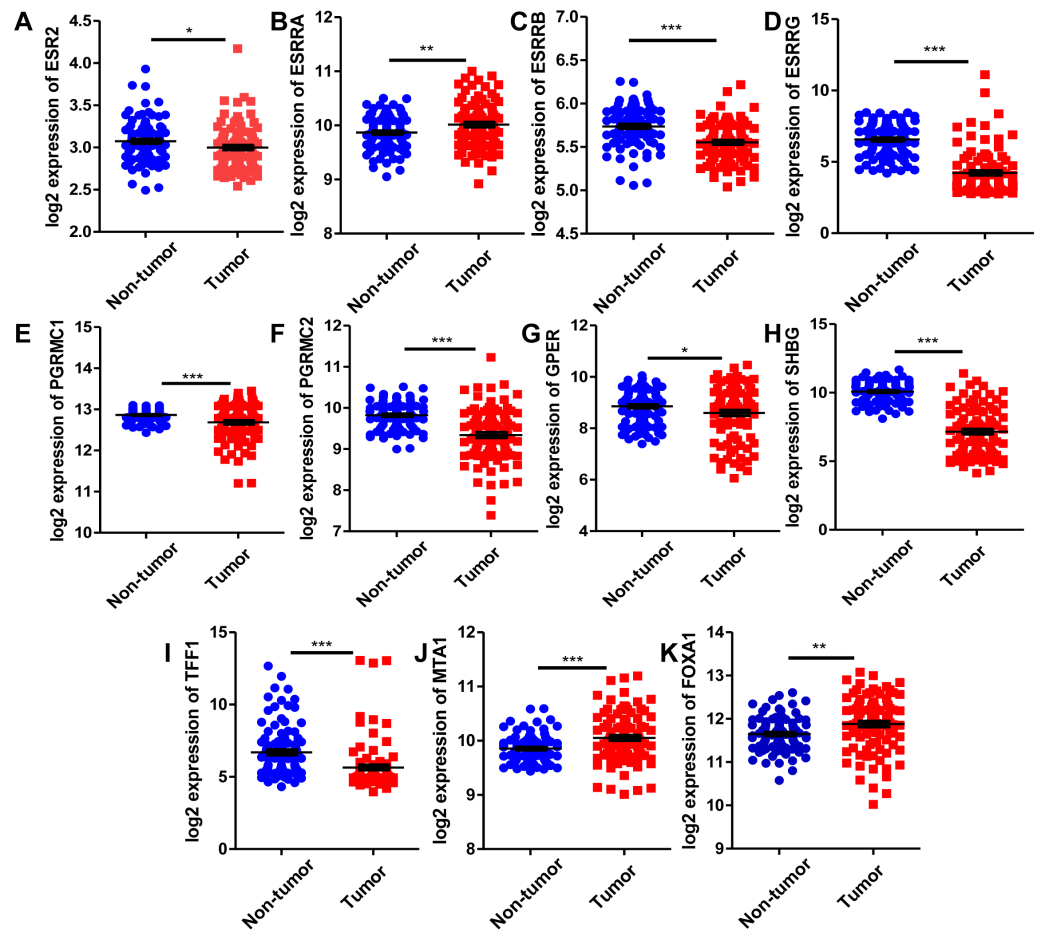 A
log2 expression of ESR2
4.5
4.0
3.5
3.0
2.5
2.0
*
Non-tumor
Tumor
B
log2 expression of ESRRA
12
11
10
9
8
**
Non-tumor
Tumor
C
log2 expression of ESRRB
7.0
6.5
6.0
5.5
5.0
4.5
***
Non-tumor
Tumor
D
log2 expression of ESRRG
15
10
5
0
***
Non-tumor
Tumor
E
log2 expression of PGRMC1
15
14
13
12
11
10
***
Non-tumor
Tumor
F
log2 expression of PGRMC2
12
11
10
9
8
7
***
Non-tumor
Tumor
G
log2 expression of GPER
12
10
8
6
4
*
Non-tumor
Tumor
H
log2 expression of SHBG
15
10
5
0
***
Non-tumor
Tumor
I
log2 expression of TFF1
15
10
5
0
***
Non-tumor
Tumor
J
log2 expression of MTA1
12
11
10
9
8
***
Non-tumor
Tumor
K
log2 expression of FOXA1
14
13
12
11
10
9
**
Non-tumor
Tumor